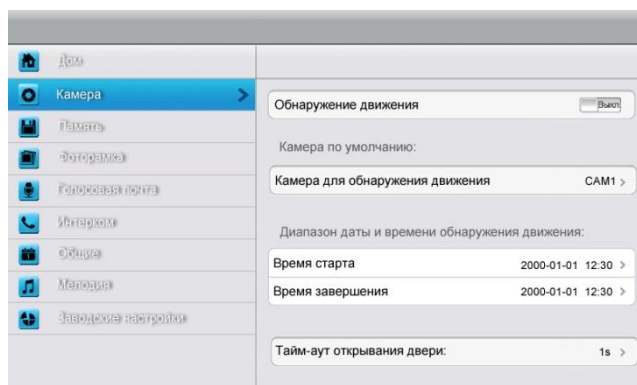 Дом
Камера
Обнаружение движения
Выкл
Память
Камера по умолчанию:
Фоторамка
Голосовая почта
Камера для обнаружения движения CAM1
Интерком
Диапазон даты и времени обнаружения движения:
Общие
Время старта 2000-01-01 12:30
Мелодия
Время завершения 2000-01-01 12:30
Заводские настройки
Тайм-аут открывания двери: 1s